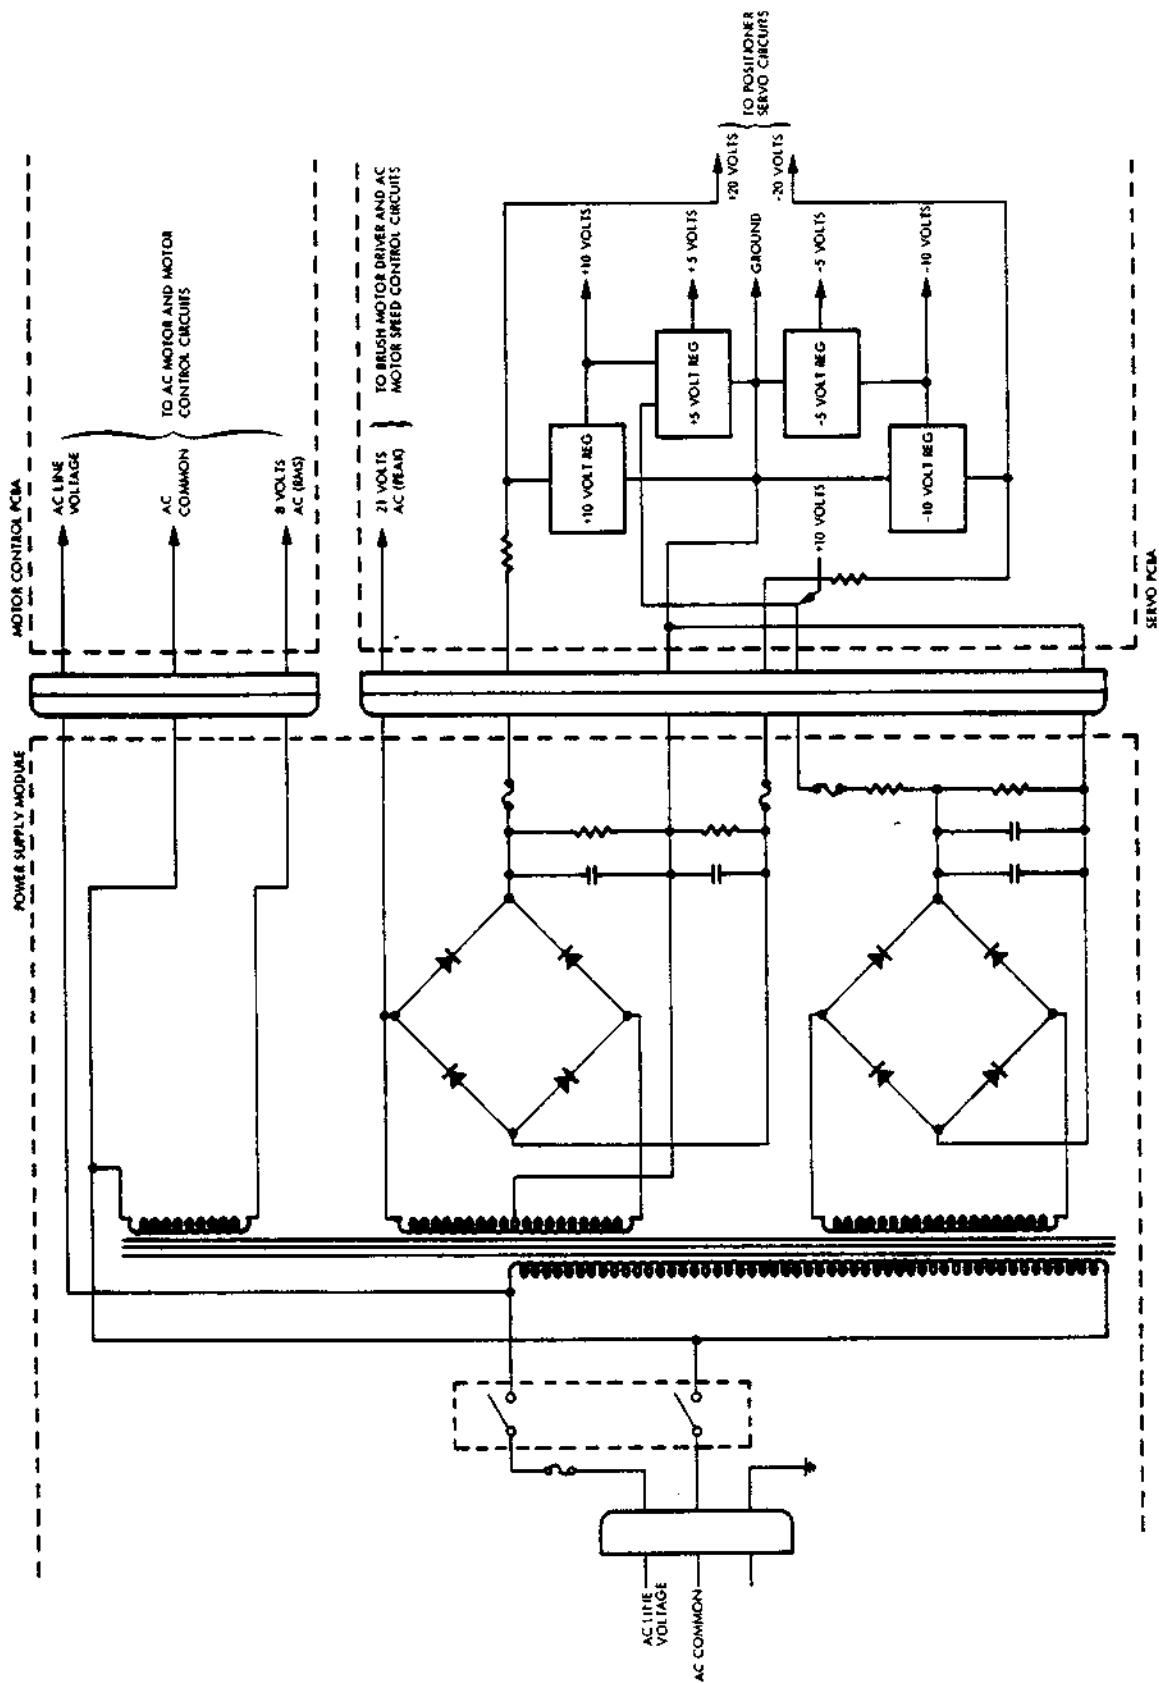 POWER SUPPLY MODULE
MOTOR CONTROL PCBA
AC LINE
VOLTAGE
AC
COMMON
8 VOLTS
AC (RMS)
TO AC MOTOR AND MOTOR
CONTROL CIRCUITS
21 VOLTS
AC (PEAK)
TO BRUSH MOTOR DRIVER AND AC
MOTOR SPEED CONTROL CIRCUITS
+10 VOLT REG
+10 VOLTS
+5 VOLT REG
+5 VOLTS
GROUND
-5 VOLT REG
-5 VOLTS
-10 VOLT REG
-10 VOLTS
+10 VOLTS
+20 VOLTS
-20 VOLTS
TO POSITIONER
SERVO CIRCUITS
SERVO PCBA
AC LINE
VOLTAGE
AC COMMON